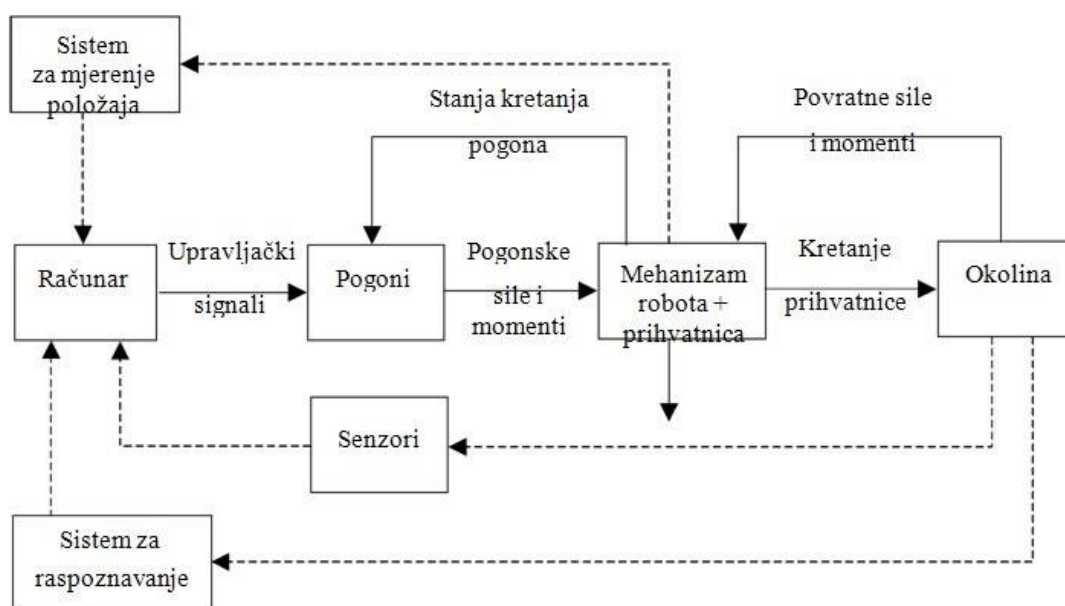 Sistem
za mjerenje
položaja
Stanja kretanja
pogona
Povratne sile
i momenti
Računar
Upravljački
signali
Pogoni
Pogonske
sile i
momenti
Mehanizam
robota +
prihvatnica
Kretanje
prihvatnice
Okolina
Senzori
Sistem za
raspoznavanje